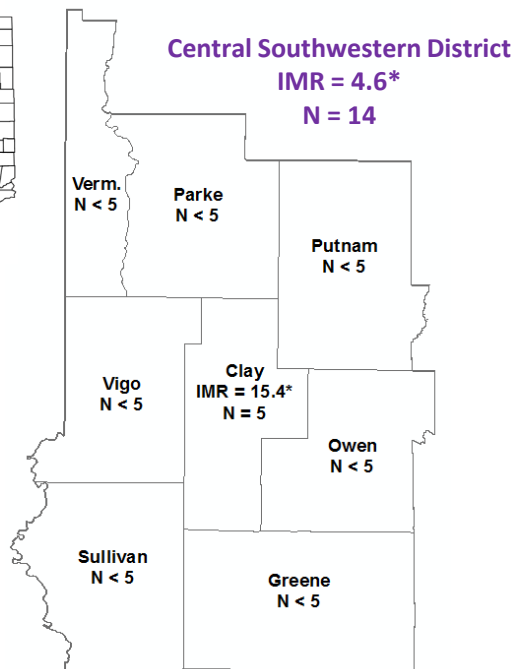 Central Southwestern District
IMR = 4.6*
N = 14
Verm.
N < 5
Parke
N < 5
Putnam
N < 5
Vigo
N < 5
Clay
IMR = 15.4*
N = 5
Owen
N < 5
Sullivan
N < 5
Greene
N < 5